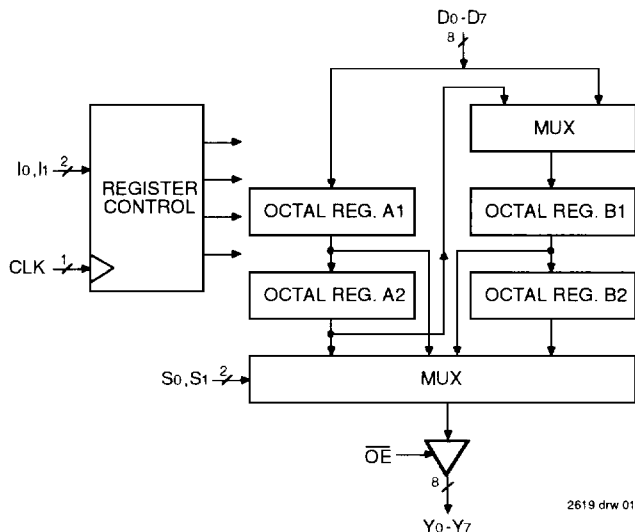 D0-D7
8
MUX
I0,I1
2
REGISTER
CONTROL
OCTAL REG. A1
OCTAL REG. B1
CLK
1
OCTAL REG. A2
OCTAL REG. B2
S0,S1
2
MUX
OE
8
2619 drw 01
Y0-Y7